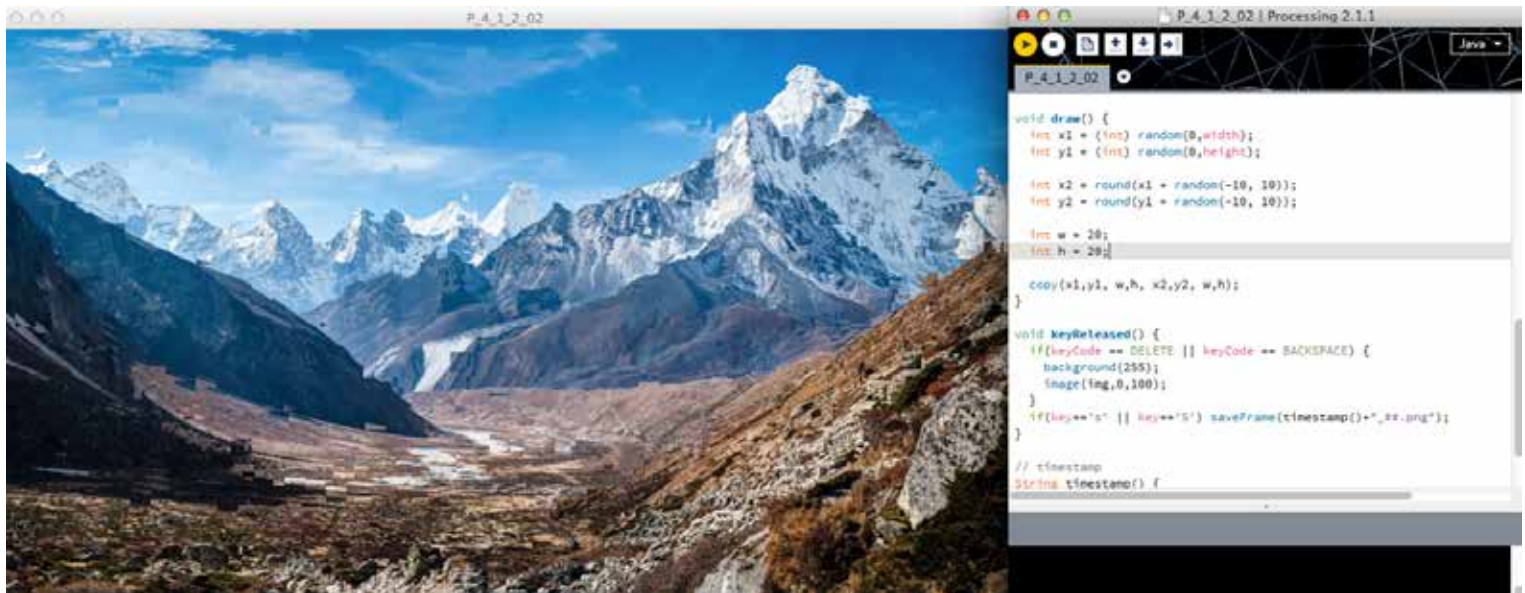 P_4_1_2_02
P_4_1_2_02 | Processing 2.1.1
Java
P_4_1_2_02
void draw() {
int x1 = (int) random(0,width);
int y1 = (int) random(0,height);
int x2 = round(x1 + random(-10, 10));
int y2 = round(y1 + random(-10, 10));
int w = 20;
int h = 20;
copy(x1,y1, w,h, x2,y2, w,h);
}
void keyReleased() {
if(keyCode == DELETE || keyCode == BACKSPACE) {
background(255);
image(img,0,100);
}
if(key=='s' || key=='S') saveFrame(timestamp()+"_##.png");
}
// timestamp
String timestamp() {